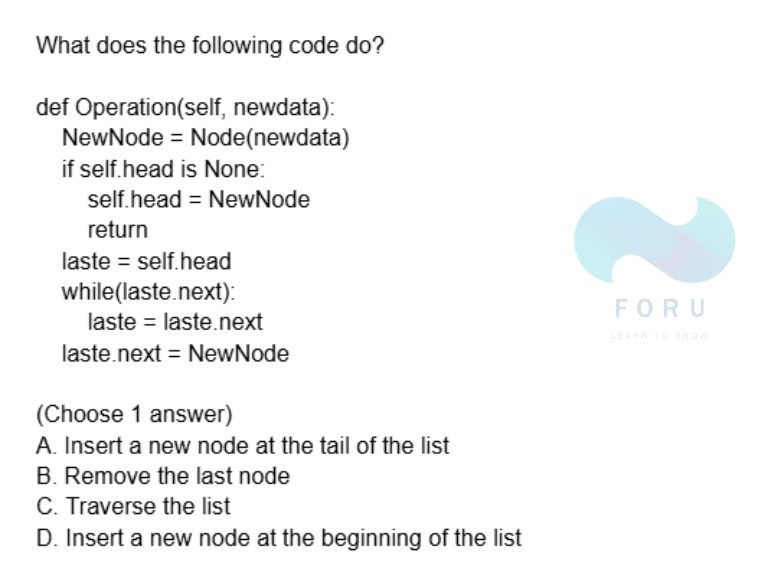 What does the following code do?
def Operation(self, newdata):
NewNode = Node(newdata)
if self.head is None:
self.head = NewNode
return
laste = self.head
while(laste.next):
laste = laste.next
laste.next = NewNode
FORU
LEARN TO KNOW
(Choose 1 answer)
A. Insert a new node at the tail of the list
B. Remove the last node
C. Traverse the list
D. Insert a new node at the beginning of the list